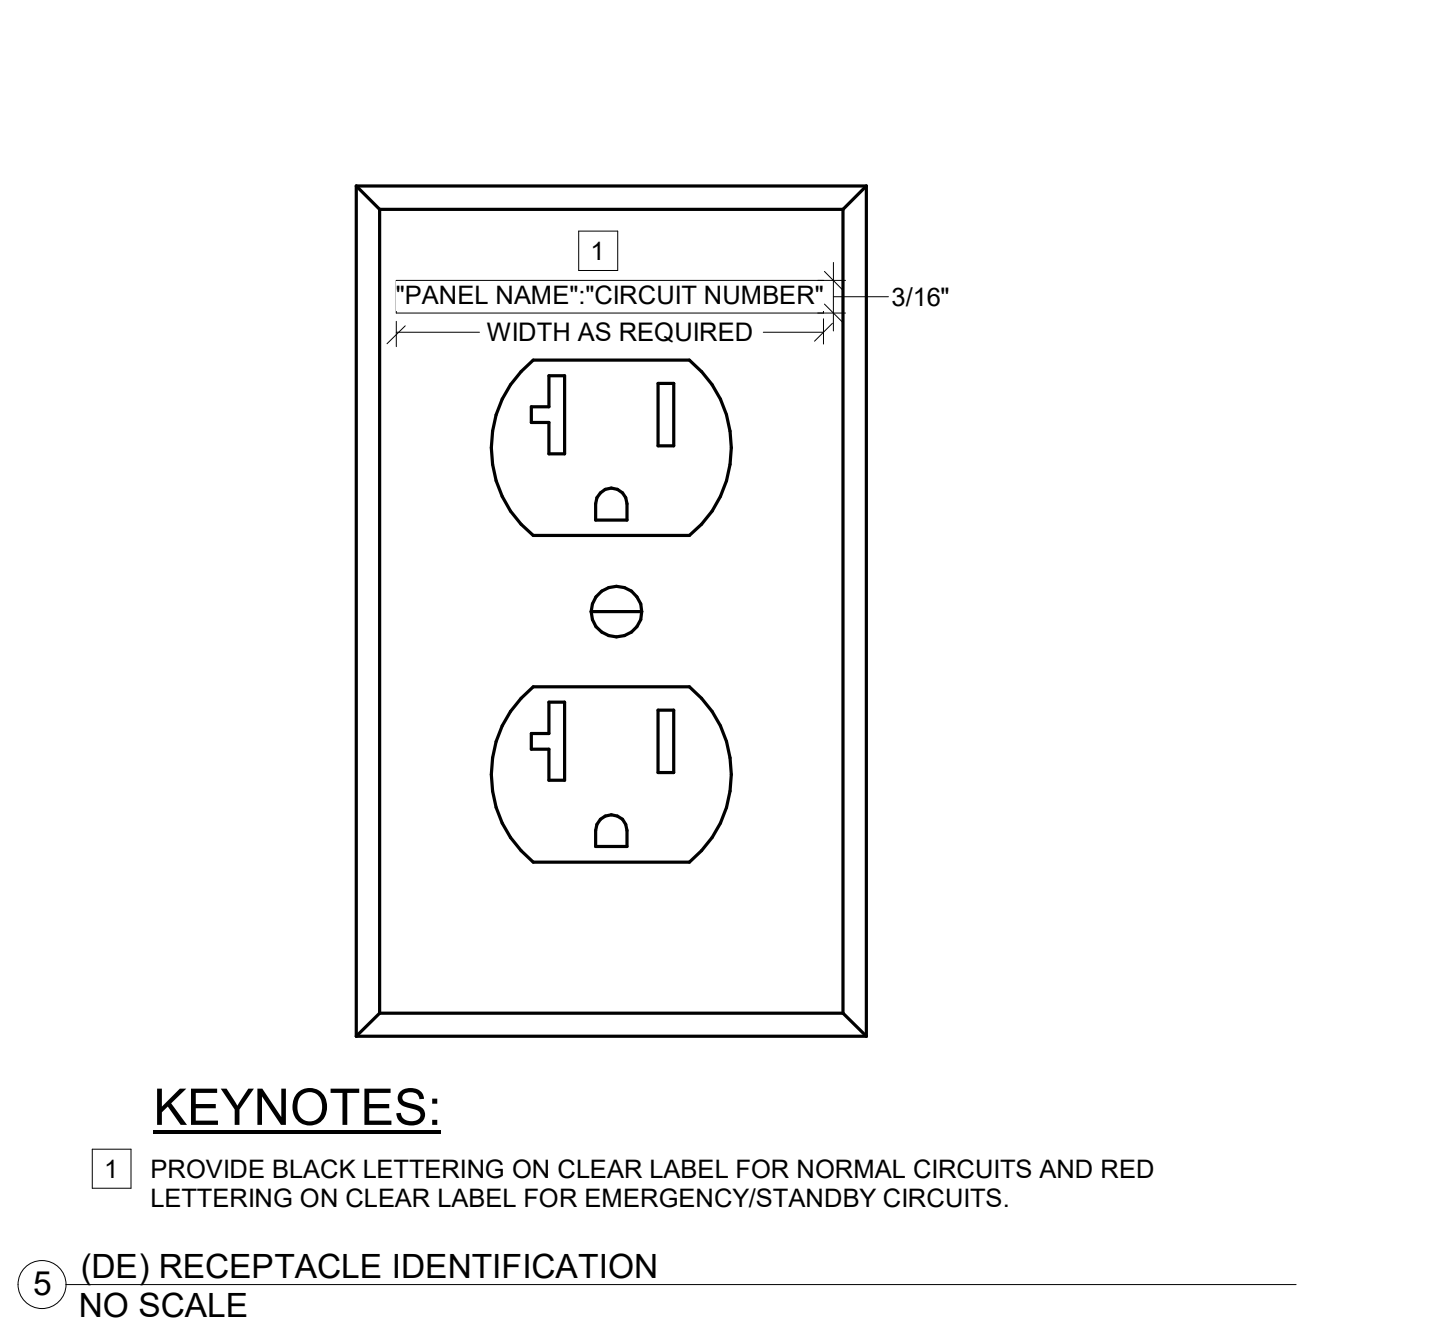 1
"PANEL NAME":"CIRCUIT NUMBER"
3/16"
WIDTH AS REQUIRED
KEYNOTES:
1 PROVIDE BLACK LETTERING ON CLEAR LABEL FOR NORMAL CIRCUITS AND RED
LETTERING ON CLEAR LABEL FOR EMERGENCY/STANDBY CIRCUITS.
5 (DE) RECEPTACLE IDENTIFICATION
NO SCALE